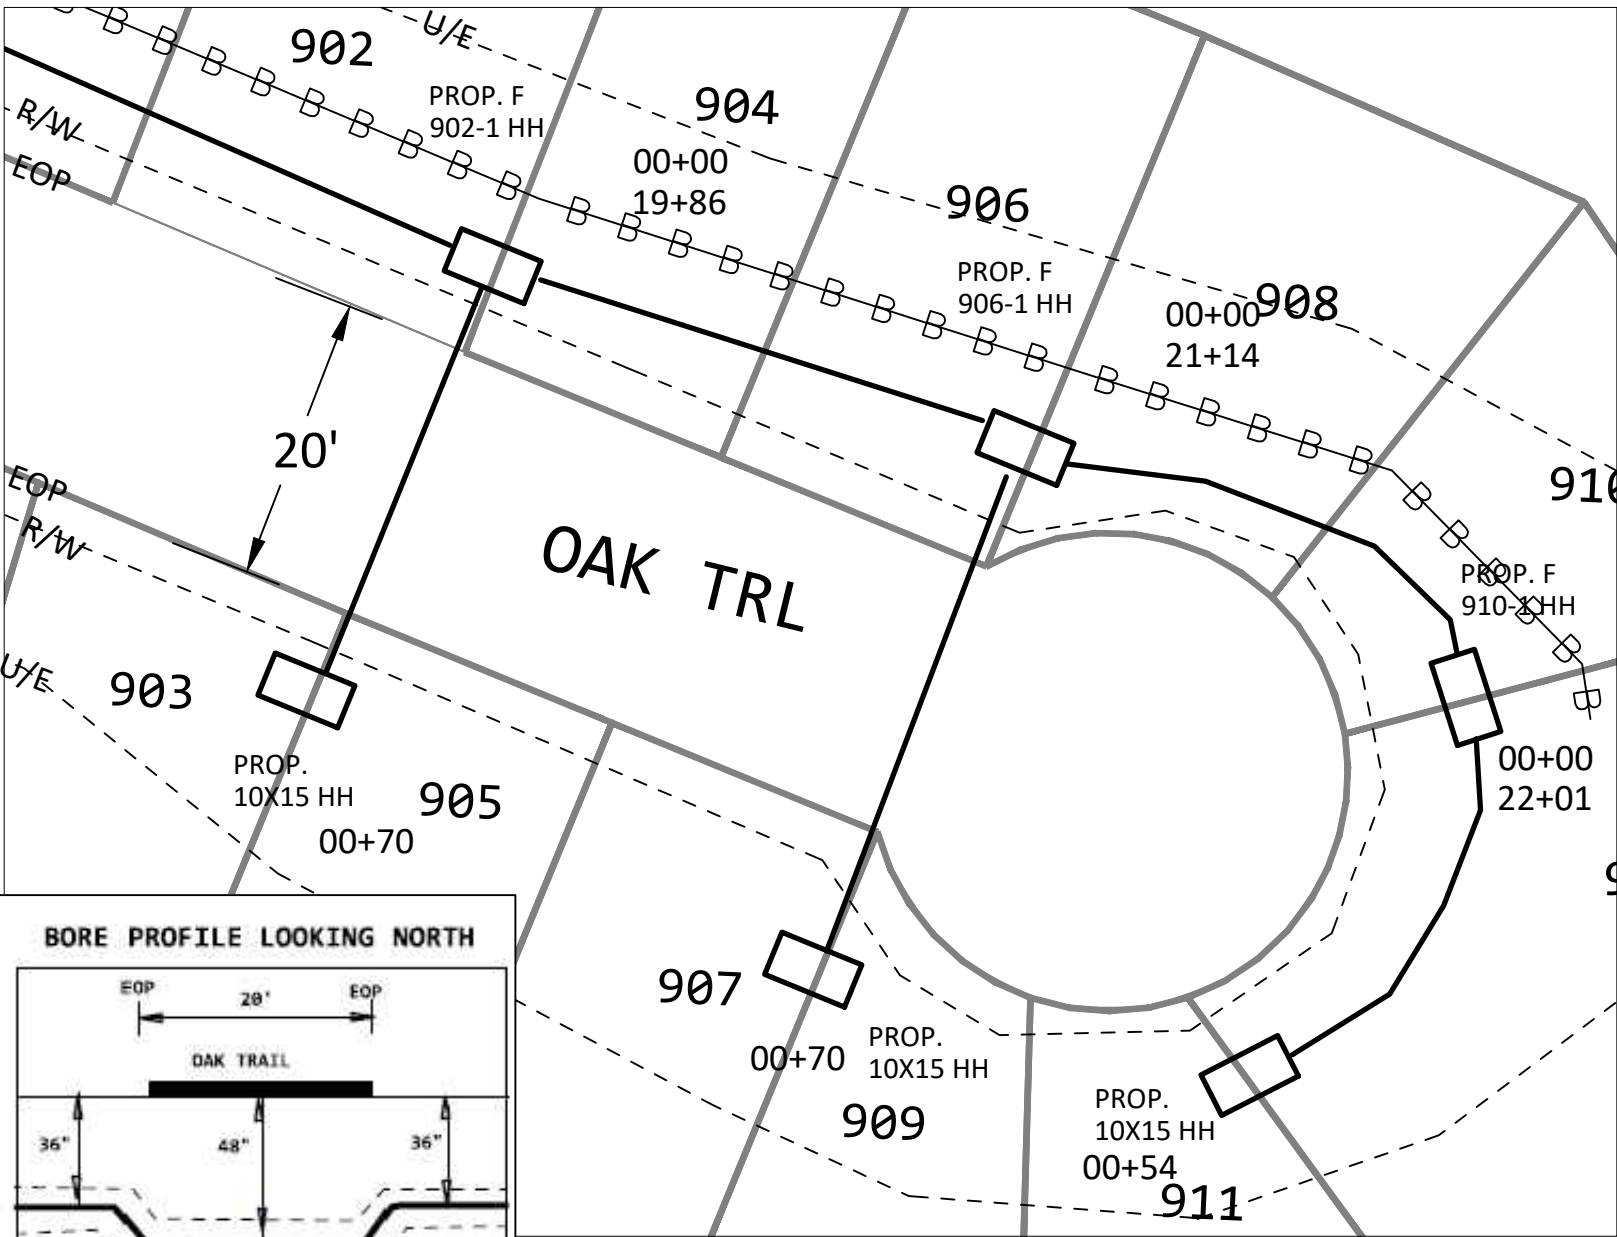 U/E
902
PROP. F
902-1 HH
904
00+00
19+86
R/W
EOP
906
PROP. F
906-1 HH
908
00+00
21+14
20'
EOP
R/W
OAK TRL
910
PROP. F
910-1 HH
U/E
903
PROP.
10X15 HH
905
00+70
00+00
22+01
907
00+70
PROP.
10X15 HH
909
PROP.
10X15 HH
00+54
911
B B B B B B B B B B
B B B B B B B B B B
B B B B B B B B B B
B B B B
BORE PROFILE LOOKING NORTH
EOP
20'
EOP
OAK TRAIL
36"
48"
36"